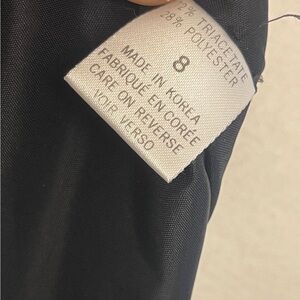 2% TRIACETATE
28% POLYESTER
8
MADE IN KOREA
FABRIQUÉ EN CORÉE
CARE ON REVERSE
VOIR VERSO